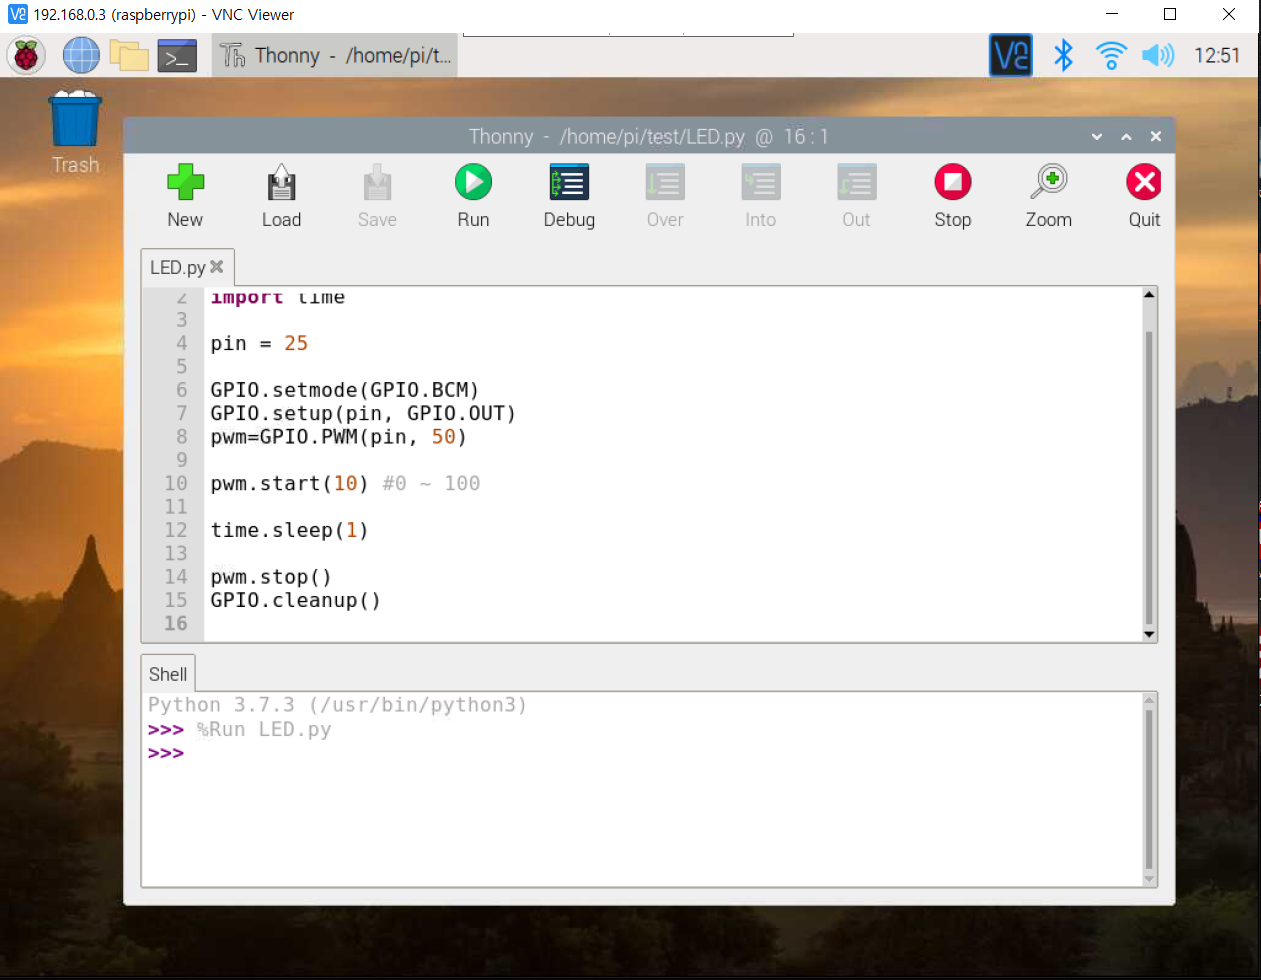 192.168.0.3 (raspberrypi) - VNC Viewer
Thonny - /home/pi/t...
12:51
Trash
Thonny - /home/pi/test/LED.py @ 16 : 1
New Load Save Run Debug Over Into Out Stop Zoom Quit
LED.py
2 import time
3
4 pin = 25
5
6 GPIO.setmode(GPIO.BCM)
7 GPIO.setup(pin, GPIO.OUT)
8 pwm=GPIO.PWM(pin, 50)
9
10 pwm.start(10) #0 ~ 100
11
12 time.sleep(1)
13
14 pwm.stop()
15 GPIO.cleanup()
16
Shell
Python 3.7.3 (/usr/bin/python3)
>>> %Run LED.py
>>>